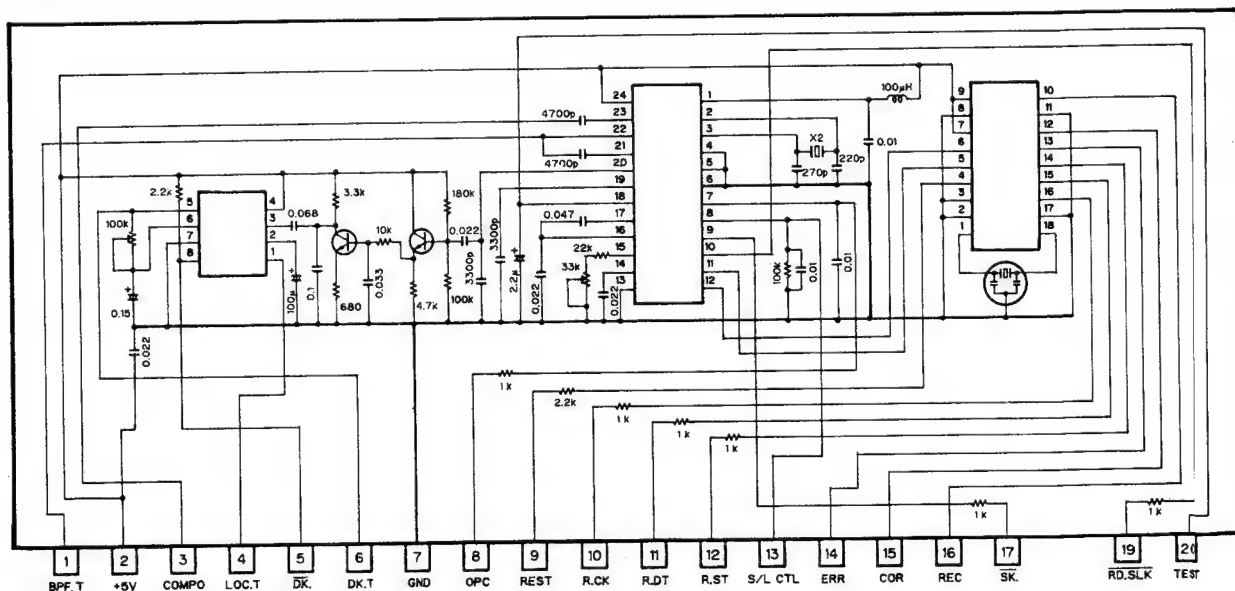 24
23
22
21
20
19
18
17
16
15
14
13
1
2
3
4
5
6
7
8
9
10
11
12
9
8
7
6
5
4
3
2
1
10
11
12
13
14
15
16
17
18
5
6
7
8
4
3
2
1
4700p
4700p
100μH
X2
0.01
220p
270p
2.2k
100k
0.15
0.022
0.068
3.3k
0.1
100μ
680
10k
0.033
4.7k
180k
0.022
100k
3300p
3300p
2.2μ
0.047
0.022
22k
33k
0.022
100k
0.01
0.01
1k
2.2k
1k
1k
1k
1k
1k
1 2 3 4 5 6 7 8 9 10 11 12 13 14 15 16 17 19 20
BPF.T +5V COMPO LOC.T DK. DK.T GND OPC REST R.CK R.DT R.ST S/L CTL ERR COR REC SK. RD.SLK TEST